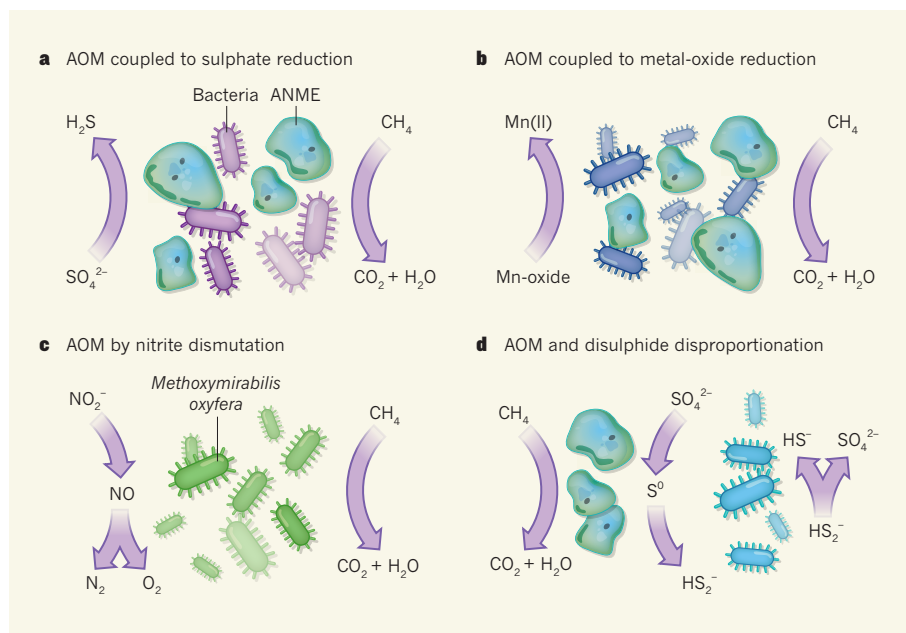 a AOM coupled to sulphate reduction
Bacteria ANME
H₂S
CH₄
SO₄²⁻
CO₂ + H₂O
b AOM coupled to metal-oxide reduction
Mn(II)
CH₄
Mn-oxide
CO₂ + H₂O
c AOM by nitrite dismutation
Methoxymirabilis
oxyfera
NO₂⁻
CH₄
NO
CO₂ + H₂O
N₂ O₂
d AOM and disulphide disproportionation
CH₄
SO₄²⁻
HS⁻ SO₄²⁻
S⁰
HS₂⁻
CO₂ + H₂O
HS₂⁻